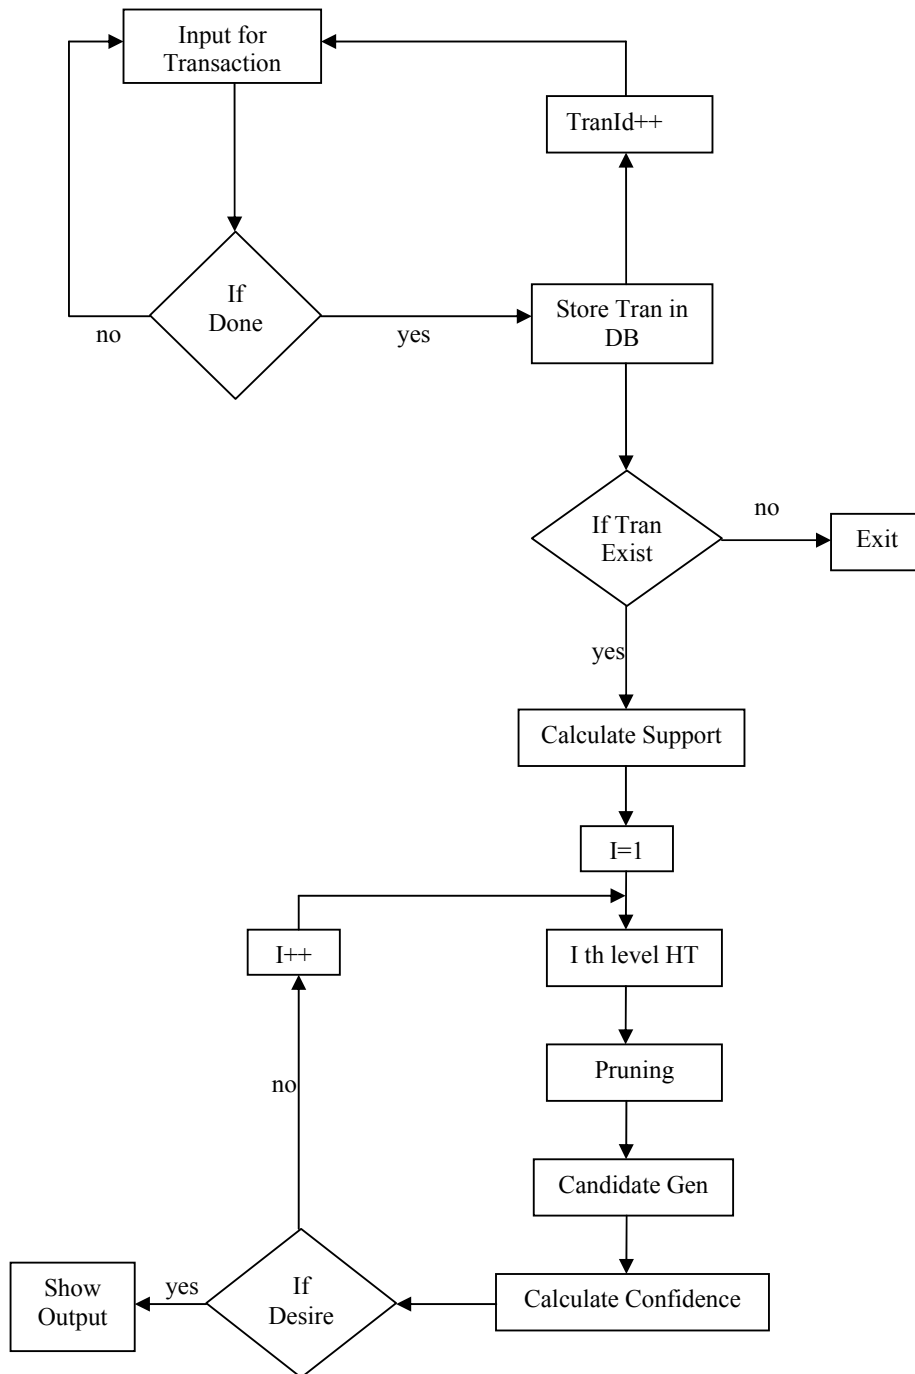 Input for
Transaction
TranId++
If
Done
no
yes
Store Tran in
DB
If Tran
Exist
no
Exit
yes
Calculate Support
I=1
I++
I th level HT
Pruning
no
Candidate Gen
Show
Output
yes
If
Desire
Calculate Confidence